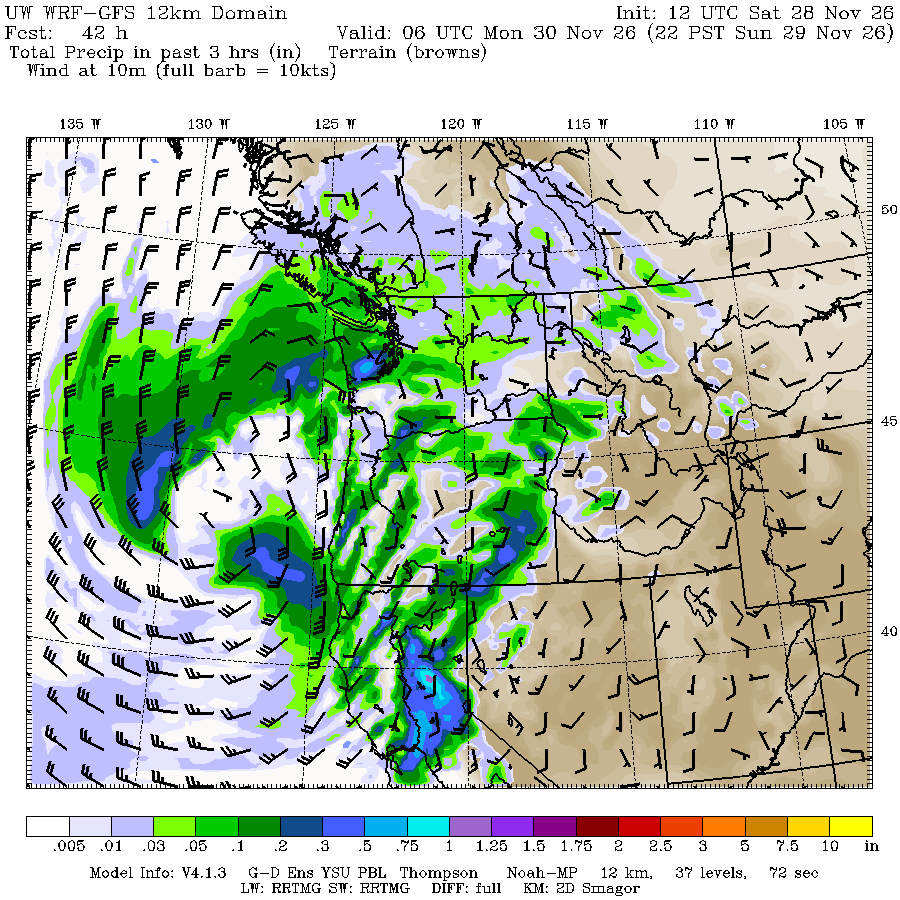 UW WRF-GFS 12km Domain Init: 12 UTC Sat 28 Nov 26
Fcst: 42 h Valid: 06 UTC Mon 30 Nov 26 (22 PST Sun 29 Nov 26)
Total Precip in past 3 hrs (in) Terrain (browns)
Wind at 10m (full barb = 10kts)
135 W 130 W 125 W 120 W 115 W 110 W 105 W
50
45
40
.005 .01 .03 .05 .1 .2 .3 .5 .75 1 1.25 1.5 1.75 2 2.5 3 5 7.5 10 in
Model Info: V4.1.3 G-D Ens YSU PBL Thompson Noah-MP 12 km, 37 levels, 72 sec
LW: RRTMG SW: RRTMG DIFF: full KM: 2D Smagor